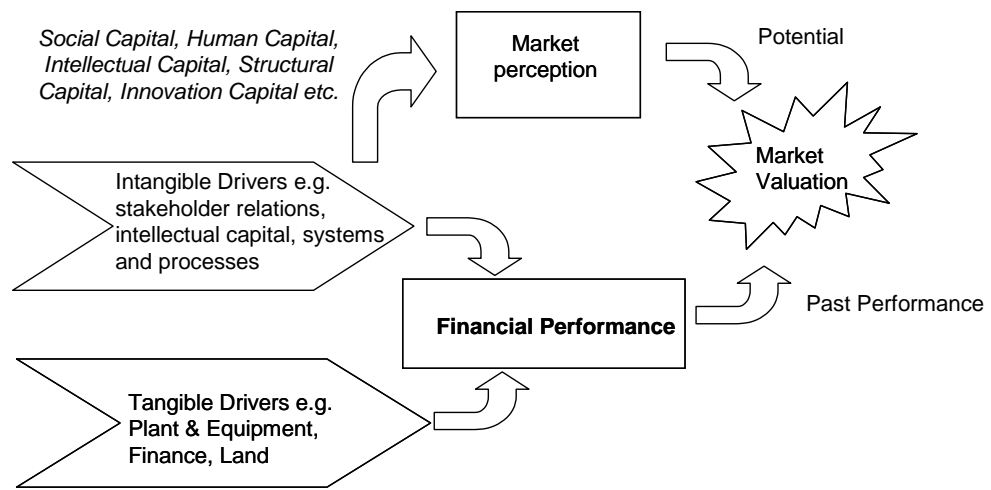 Social Capital, Human Capital,
Intellectual Capital, Structural
Capital, Innovation Capital etc.
Market
perception
Potential
Market
Valuation
Intangible Drivers e.g.
stakeholder relations,
intellectual capital, systems
and processes
Financial Performance
Past Performance
Tangible Drivers e.g.
Plant & Equipment,
Finance, Land